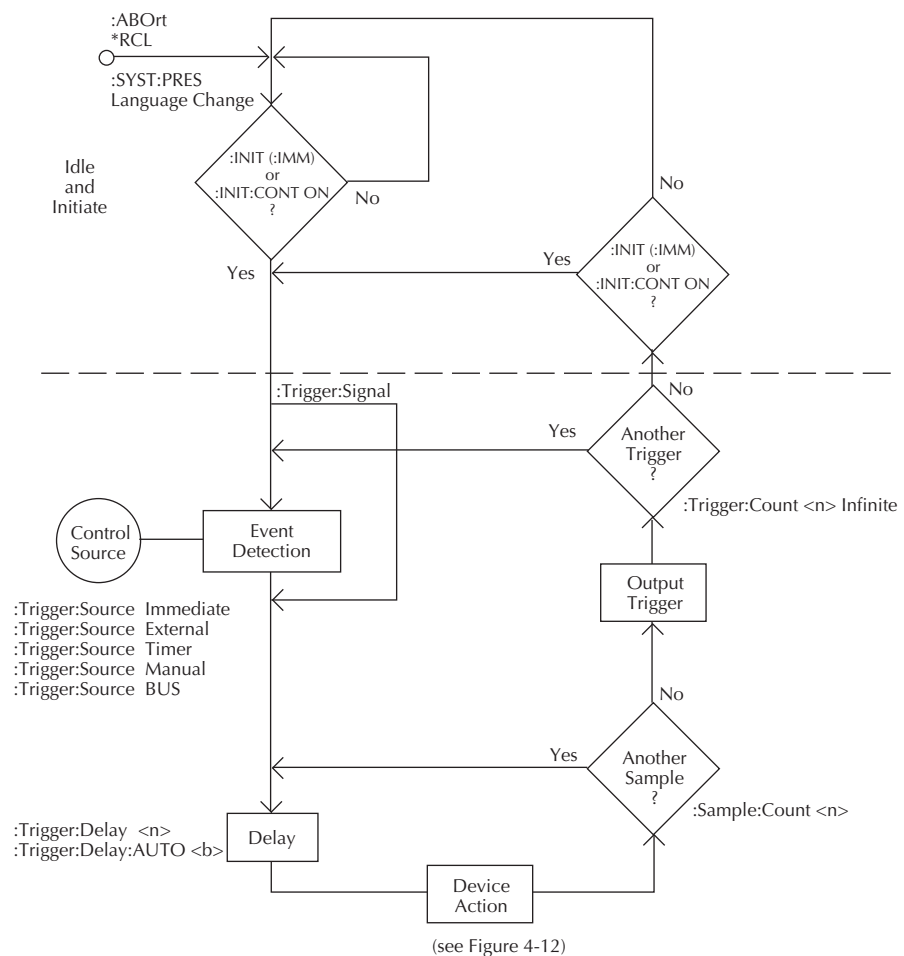 :ABOrt
*RCL
:SYST:PRES
Language Change
Idle
and
Initiate
:INIT (:IMM)
or
:INIT:CONT ON
?
No
Yes
No
:INIT (:IMM)
or
:INIT:CONT ON
?
Yes
:Trigger:Signal
No
Yes
Another
Trigger
?
:Trigger:Count <n> Infinite
Control
Source
Event
Detection
Output
Trigger
:Trigger:Source Immediate
:Trigger:Source External
:Trigger:Source Timer
:Trigger:Source Manual
:Trigger:Source BUS
No
Yes
Another
Sample
?
:Sample:Count <n>
:Trigger:Delay <n>
:Trigger:Delay:AUTO <b>
Delay
Device
Action
(see Figure 4-12)